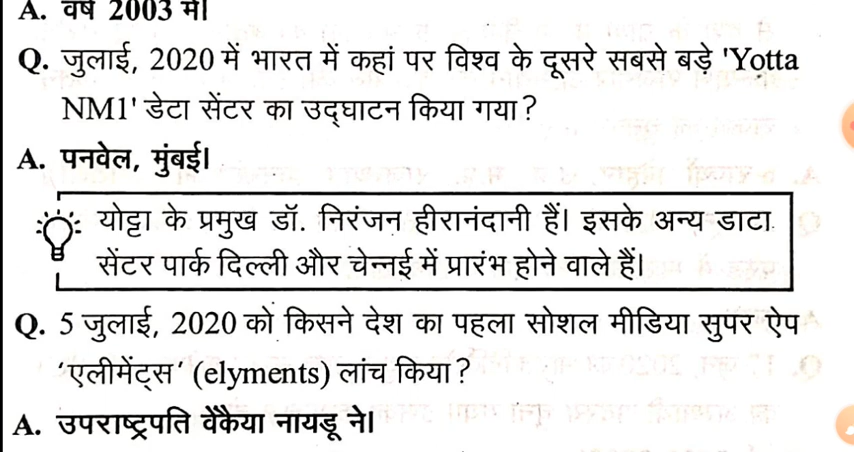 A. वर्ष 2003 में।
Q. जुलाई, 2020 में भारत में कहां पर विश्व के दूसरे सबसे बड़े 'Yotta
NM1' डेटा सेंटर का उद्घाटन किया गया?
A. पनवेल, मुंबई।
योट्टा के प्रमुख डॉ. निरंजन हीरानंदानी हैं। इसके अन्य डाटा
सेंटर पार्क दिल्ली और चेन्नई में प्रारंभ होने वाले हैं।
Q. 5 जुलाई, 2020 को किसने देश का पहला सोशल मीडिया सुपर ऐप
‘एलीमेंट्स’ (elyments) लांच किया?
A. उपराष्ट्रपति वेंकैया नायडू ने।